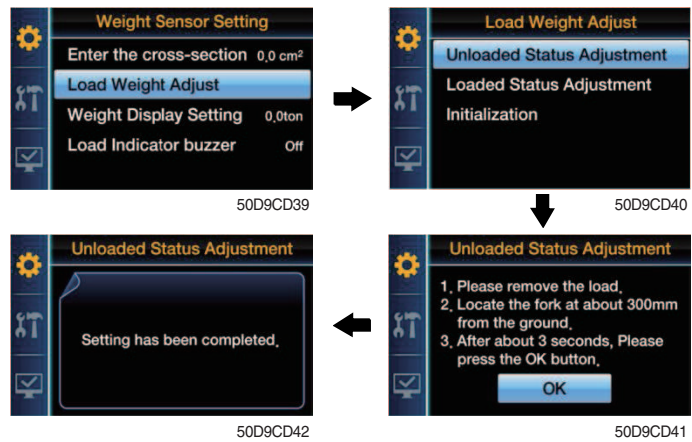 Weight Sensor Setting
Enter the cross-section 0.0 cm²
Load Weight Adjust
Weight Display Setting 0.0ton
Load Indicator buzzer Off
50D9CD39
Load Weight Adjust
Unloaded Status Adjustment
Loaded Status Adjustment
Initialization
50D9CD40
Unloaded Status Adjustment
Setting has been completed.
50D9CD42
Unloaded Status Adjustment
1. Please remove the load.
2. Locate the fork at about 300mm
from the ground.
3. After about 3 seconds, Please
press the OK button.
OK
50D9CD41